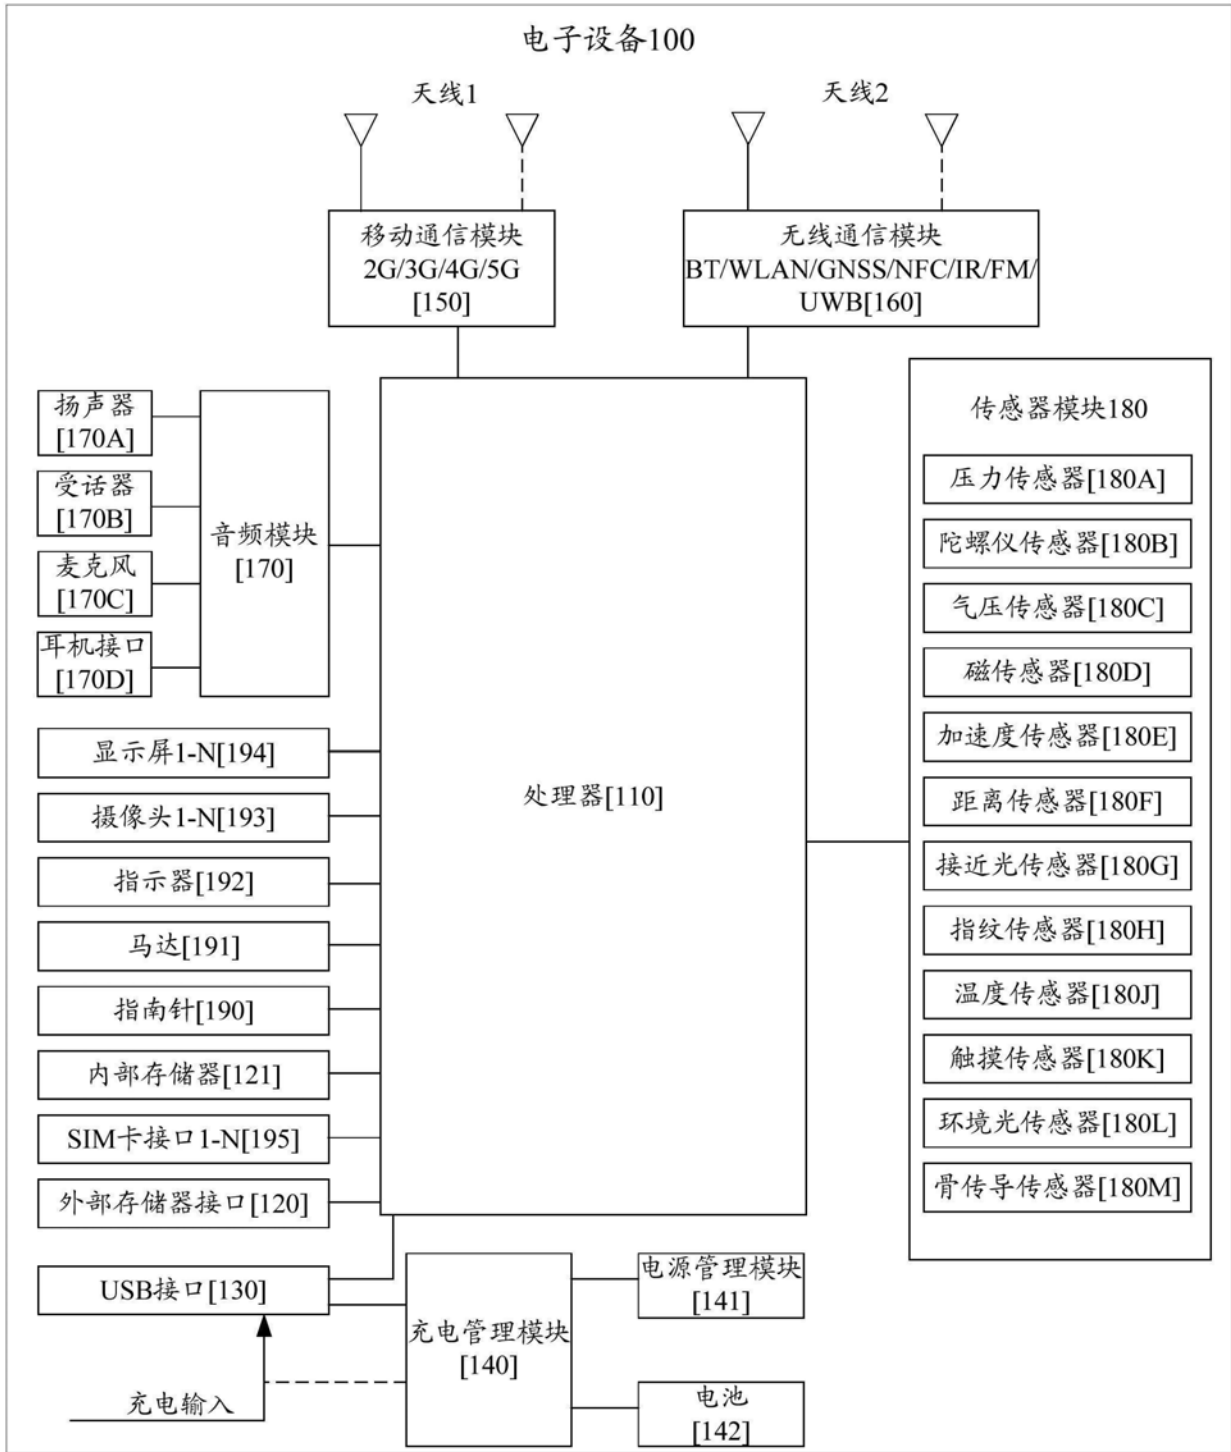 电子设备100
天线1
天线2
移动通信模块
2G/3G/4G/5G
[150]
无线通信模块
BT/WLAN/GNSS/NFC/IR/FM/
UWB[160]
扬声器
[170A]
受话器
[170B]
麦克风
[170C]
耳机接口
[170D]
音频模块
[170]
显示屏1-N[194]
摄像头1-N[193]
指示器[192]
马达[191]
指南针[190]
内部存储器[121]
SIM卡接口1-N[195]
外部存储器接口[120]
USB接口[130]
充电输入
处理器[110]
充电管理模块
[140]
电源管理模块
[141]
电池
[142]
传感器模块180
压力传感器[180A]
陀螺仪传感器[180B]
气压传感器[180C]
磁传感器[180D]
加速度传感器[180E]
距离传感器[180F]
接近光传感器[180G]
指纹传感器[180H]
温度传感器[180J]
触摸传感器[180K]
环境光传感器[180L]
骨传导传感器[180M]